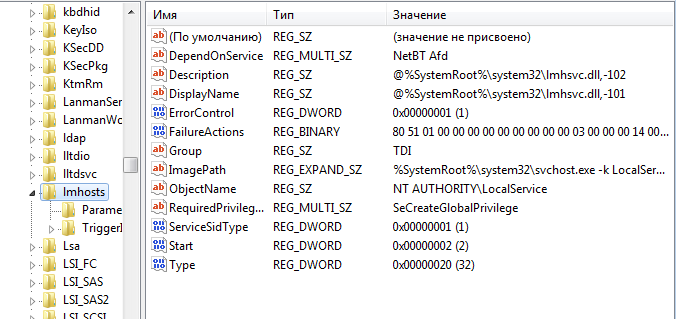 kbdhid
KeyIso
KSecDD
KSecPkg
KtmRm
LanmanSer
LanmanWo
ldap
lltdio
lltdsvc
lmhosts
Parame
TriggerI
Lsa
LSI_FC
LSI_SAS
LSI_SAS2
LSI_SCSI
Имя Тип Значение
(По умолчанию) REG_SZ (значение не присвоено)
DependOnService REG_MULTI_SZ NetBT Afd
Description REG_SZ @%SystemRoot%\system32\lmhsvc.dll,-102
DisplayName REG_SZ @%SystemRoot%\system32\lmhsvc.dll,-101
ErrorControl REG_DWORD 0x00000001 (1)
FailureActions REG_BINARY 80 51 01 00 00 00 00 00 00 00 00 00 03 00 00 00 14 00...
Group REG_SZ TDI
ImagePath REG_EXPAND_SZ %SystemRoot%\system32\svchost.exe -k LocalSer...
ObjectName REG_SZ NT AUTHORITY\LocalService
RequiredPrivileg... REG_MULTI_SZ SeCreateGlobalPrivilege
ServiceSidType REG_DWORD 0x00000001 (1)
Start REG_DWORD 0x00000002 (2)
Type REG_DWORD 0x00000020 (32)